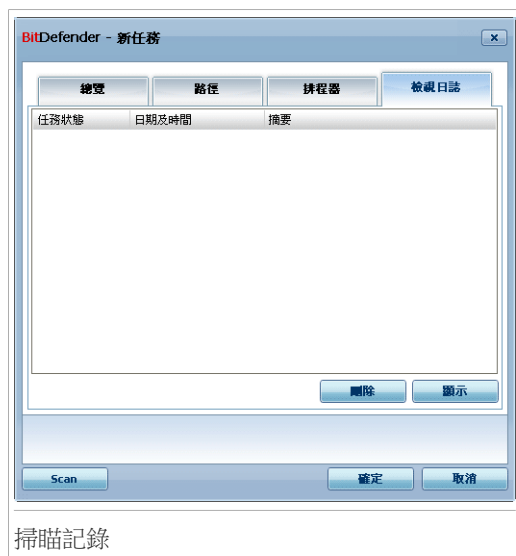 BitDefender - 新任務
總覽 路徑 排程器 檢視日誌
任務狀態 日期及時間 摘要
刪除 顯示
Scan 確定 取消
掃瞄記錄